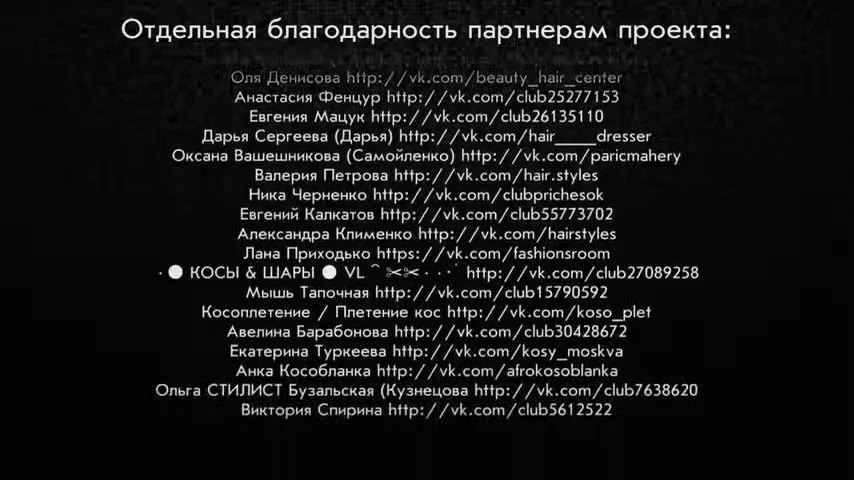 Отдельная благодарность партнерам проекта:
Оля Денисова http://vk.com/beauty_hair_center
Анастасия Фенцур http://vk.com/club25277153
Евгения Мацук http://vk.com/club26135110
Дарья Сергеева (Дарья) http://vk.com/hair____dresser
Оксана Вашешникова (Самойленко) http://vk.com/paricmahery
Валерия Петрова http://vk.com/hair.styles
Ника Черненко http://vk.com/clubprichesok
Евгений Калкатов http://vk.com/club55773702
Александра Клименко http://vk.com/hairstyles
Лана Приходько https://vk.com/fashionsroom
· ● КОСЫ & ШАРЫ ● VL ⌒ ✂✂ · · ·˙ http://vk.com/club27089258
Мышь Тапочная http://vk.com/club15790592
Косоплетение / Плетение кос http://vk.com/koso_plet
Авелина Барабонова http://vk.com/club30428672
Екатерина Туркеева http://vk.com/kosy_moskva
Анка Кособланка http://vk.com/afrokosoblanka
Ольга СТИЛИСТ Бузальская (Кузнецова http://vk.com/club7638620
Виктория Спирина http://vk.com/club5612522